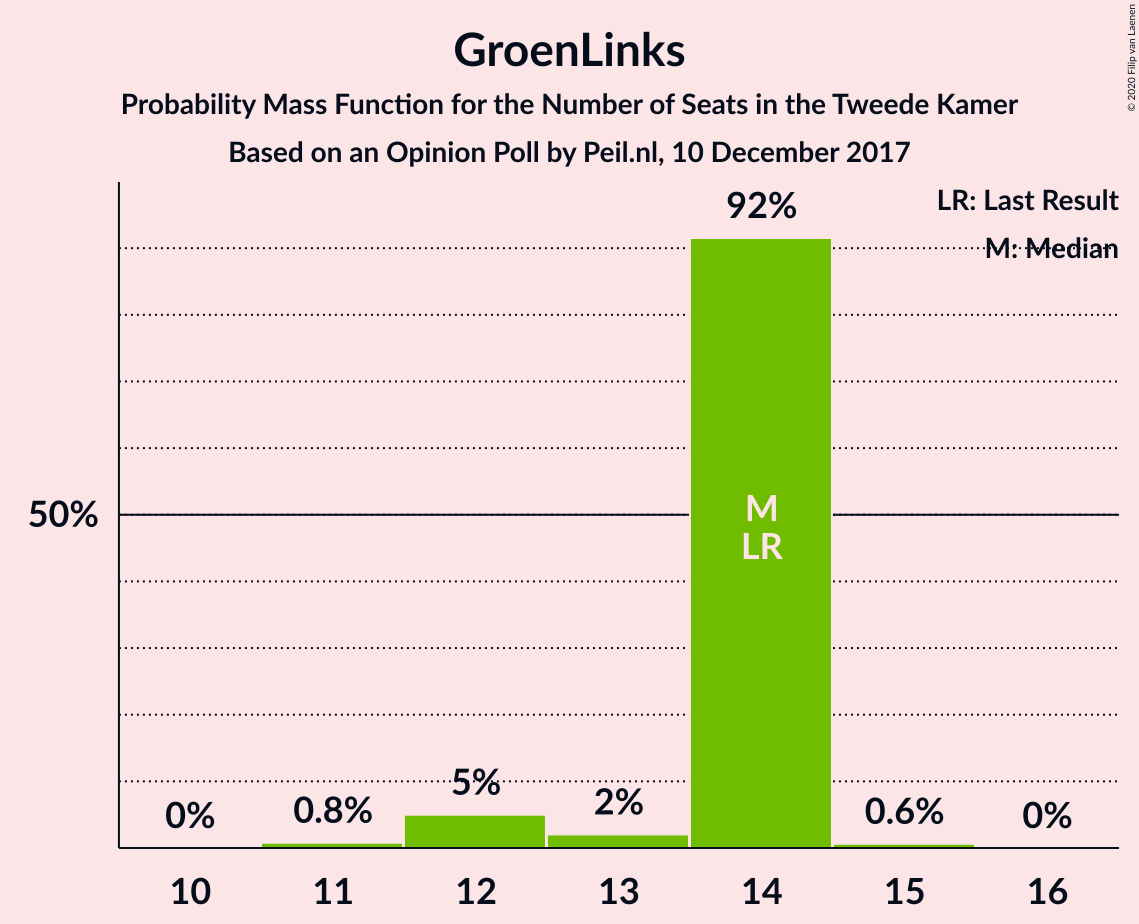 GroenLinks
Probability Mass Function for the Number of Seats in the Tweede Kamer
Based on an Opinion Poll by Peil.nl, 10 December 2017
© 2020 Filip van Laenen
LR: Last Result
M: Median
92%
50%
M
LR
0%
0.8%
5%
2%
0.6%
0%
10
11
12
13
14
15
16